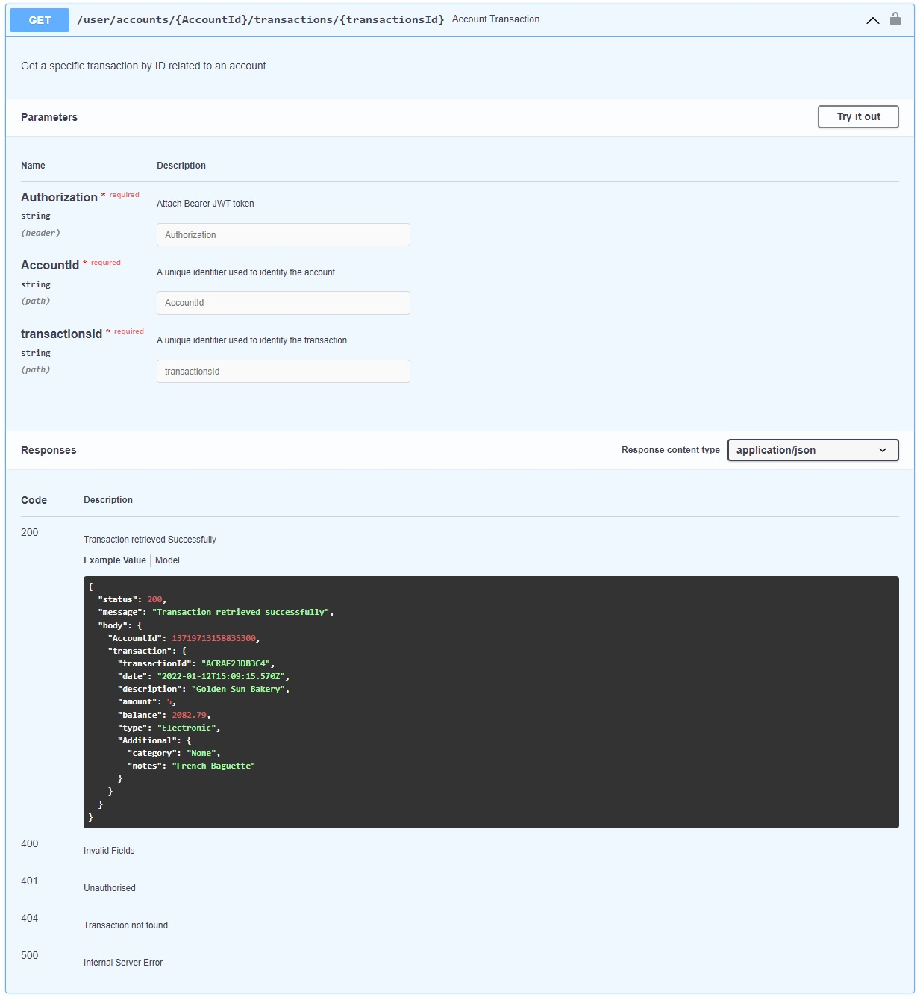 GET /user/accounts/{AccountId}/transactions/{transactionsId} Account Transaction
Get a specific transaction by ID related to an account
Parameters Try it out
Name Description
Authorization * required
Attach Bearer JWT token
string
(header)
Authorization
AccountId * required
A unique identifier used to identify the account
string
(path)
AccountId
transactionsId * required
A unique identifier used to identify the transaction
string
(path)
transactionsId
Responses Response content type application/json
Code Description
200
Transaction retrieved Successfully
Example Value Model
{
"status": 200,
"message": "Transaction retrieved successfully",
"body": {
"AccountId": 13719713158835300,
"transaction": {
"transactionId": "ACRAF23DB3C4",
"date": "2022-01-12T15:09:15.570Z",
"description": "Golden Sun Bakery",
"amount": 5,
"balance": 2082.79,
"type": "Electronic",
"Additional": {
"category": "None",
"notes": "French Baguette"
}
}
}
}
400
Invalid Fields
401
Unauthorised
404
Transaction not found
500
Internal Server Error